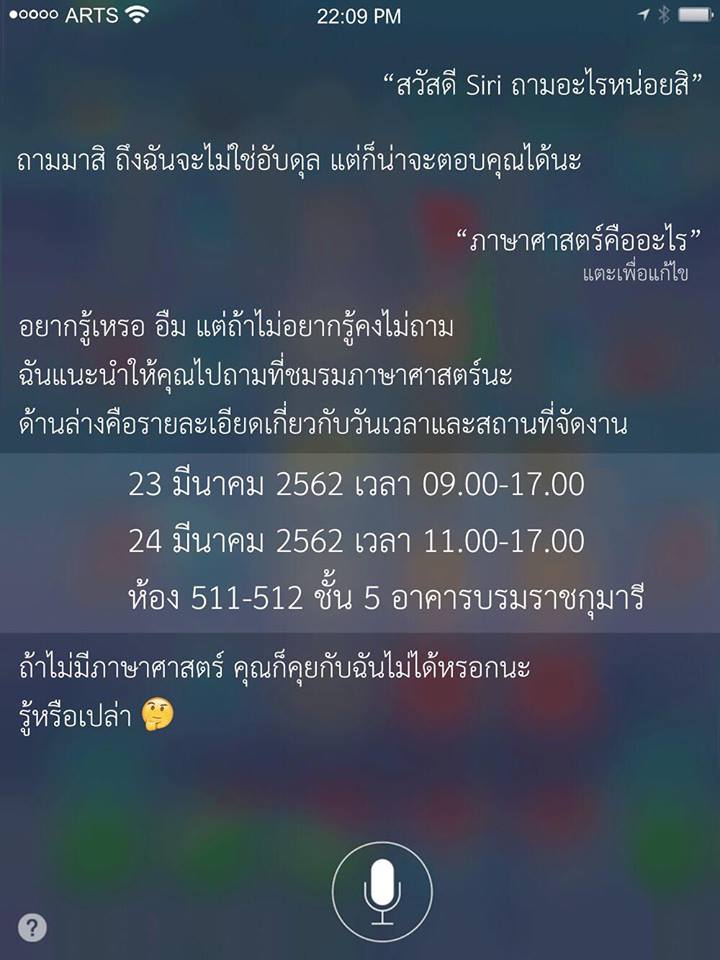 ARTS 22:09 PM
“สวัสดี Siri ถามอะไรหน่อยสิ”
ถามมาสิ ถึงฉันจะไม่ใช่อับดุล แต่ก็น่าจะตอบคุณได้นะ
“ภาษาศาสตร์คืออะไร”
แตะเพื่อแก้ไข
อยากรู้เหรอ อืม แต่ถ้าไม่อยากรู้คงไม่ถาม
ฉันแนะนำให้คุณไปถามที่ชมรมภาษาศาสตร์นะ
ด้านล่างคือรายละเอียดเกี่ยวกับวันเวลาและสถานที่จัดงาน
23 มีนาคม 2562 เวลา 09.00-17.00
24 มีนาคม 2562 เวลา 11.00-17.00
ห้อง 511-512 ชั้น 5 อาคารบรมราชกุมารี
ถ้าไม่มีภาษาศาสตร์ คุณก็คุยกับฉันไม่ได้หรอกนะ
รู้หรือเปล่า 🤔
?